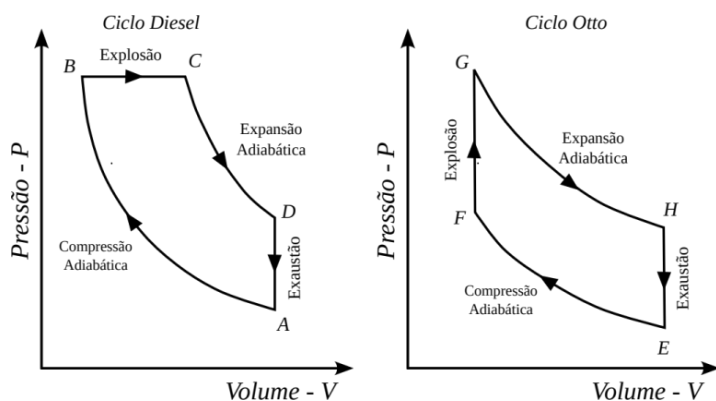 Ciclo Diesel
B
Explosão
C
Expansão
Adiabática
D
Compressão
Adiabática
Exaustão
A
Pressão - P
Volume - V
Ciclo Otto
G
Explosão
Expansão
Adiabática
F
H
Compressão
Adiabática
Exaustão
E
Pressão - P
Volume - V